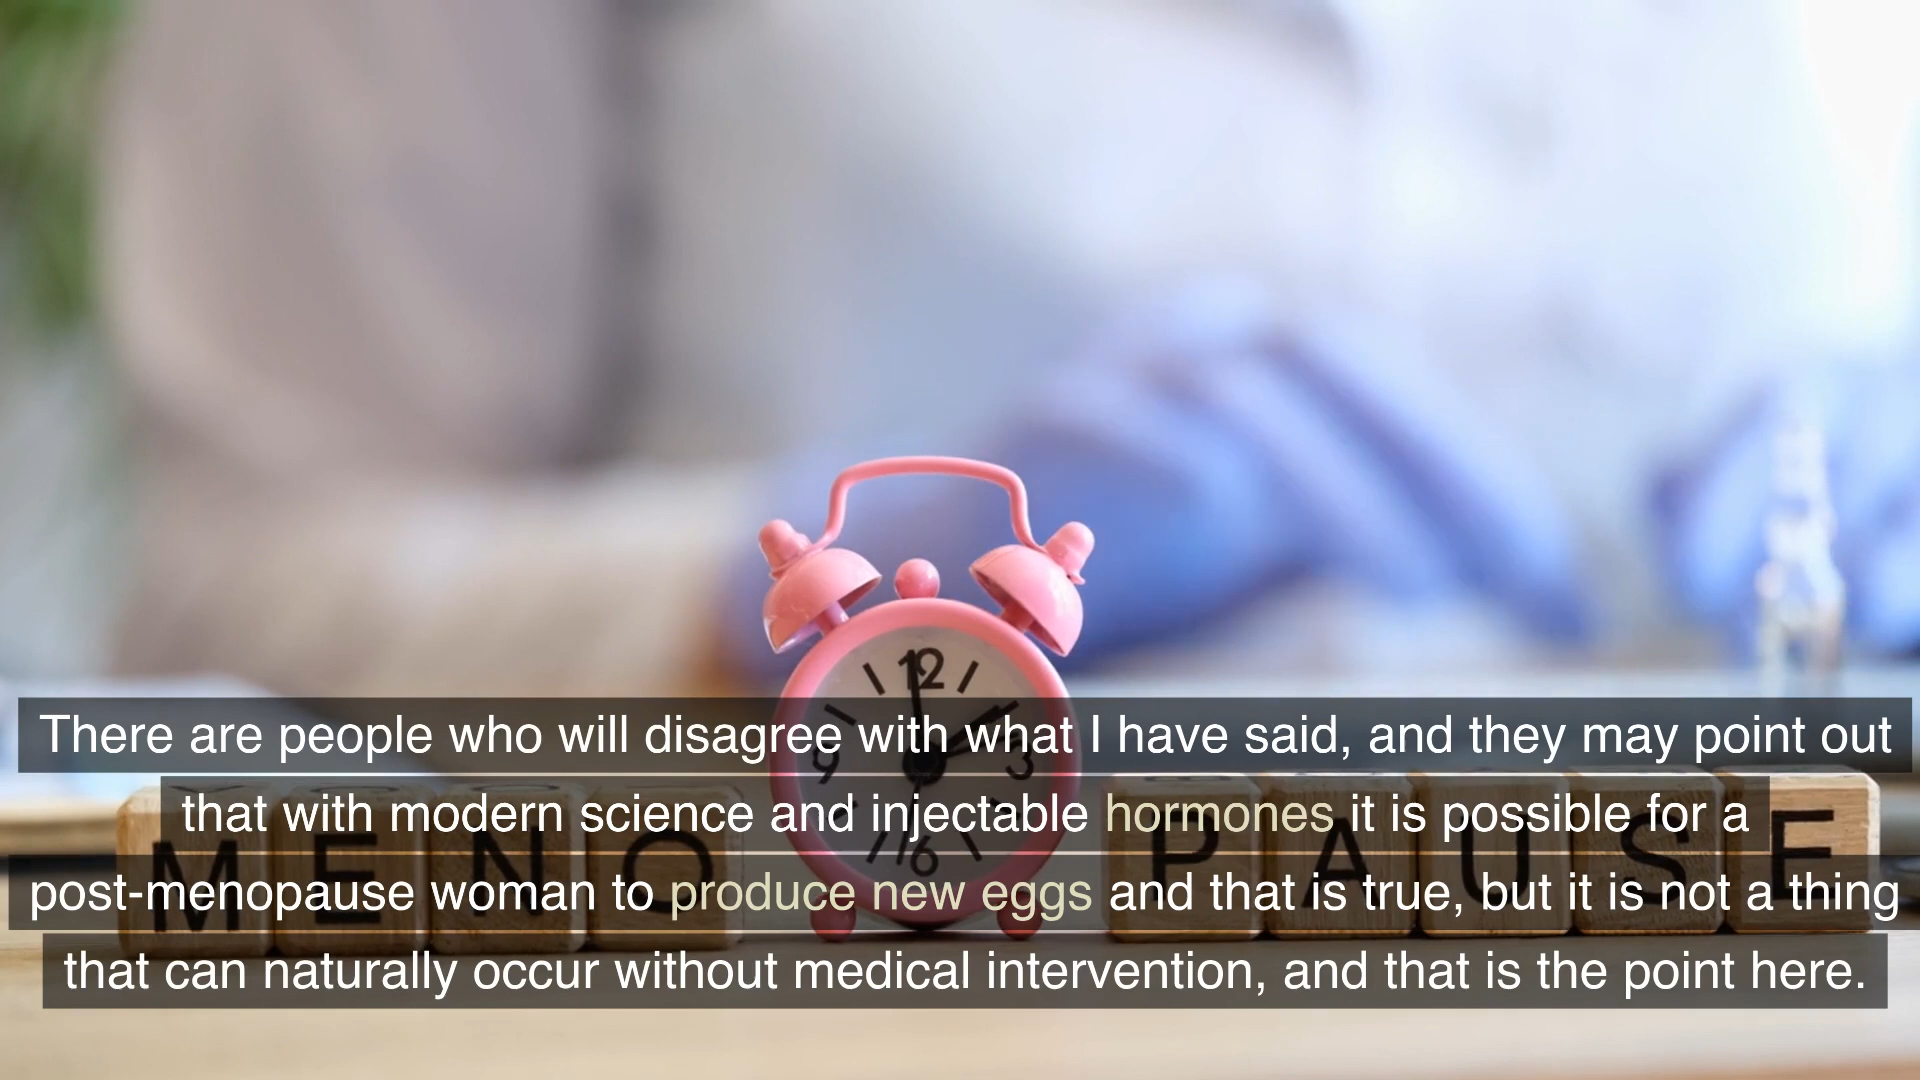 12
9 3
6
There are people who will disagree with what I have said, and they may point out
that with modern science and injectable hormones it is possible for a
post-menopause woman to produce new eggs and that is true, but it is not a thing
that can naturally occur without medical intervention, and that is the point here.
MENO PAUSE